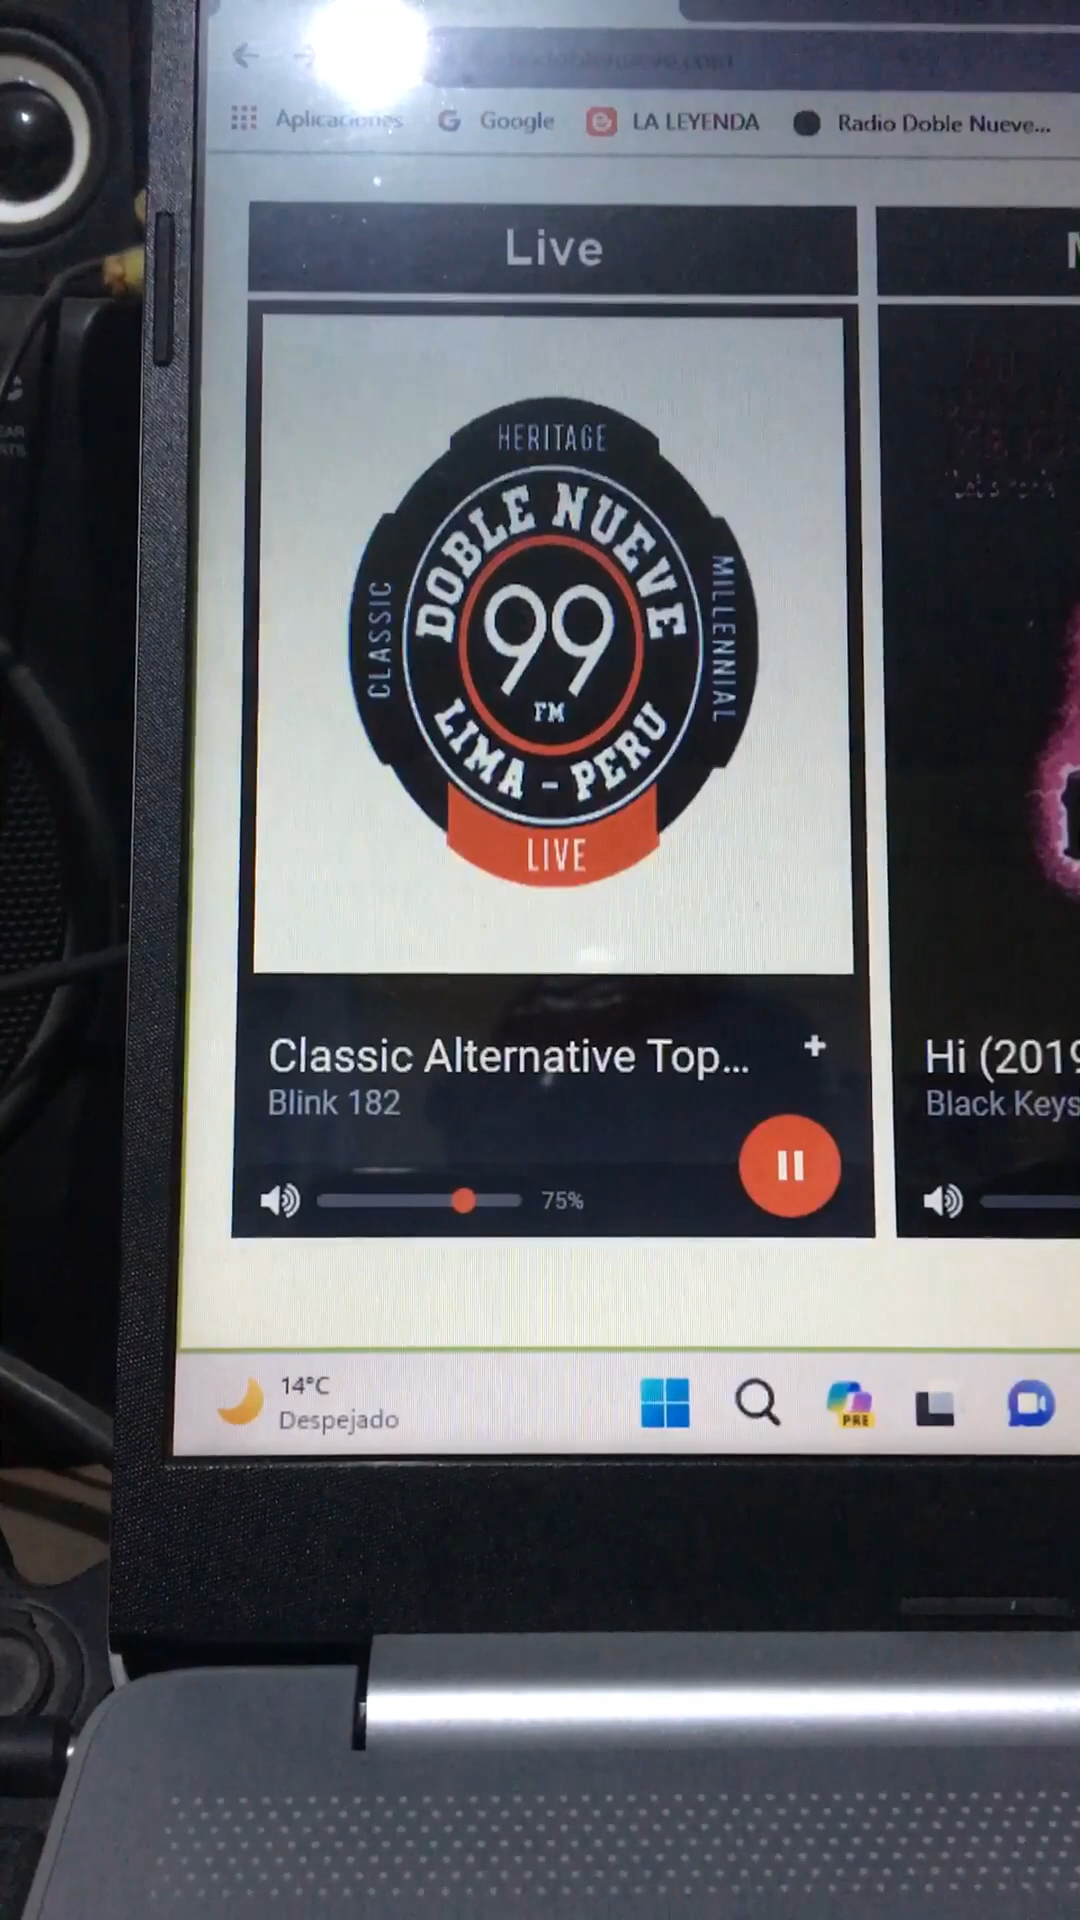 Aplicaciones
Google
LA LEYENDA
Radio Doble Nueve...
Live
HERITAGE
CLASSIC
MILLENNIAL
DOBLE NUEVE
99
FM
LIMA - PERU
LIVE
Classic Alternative Top...
+
Blink 182
75%
Hi (2019
Black Keys
14°C
Despejado
PRE